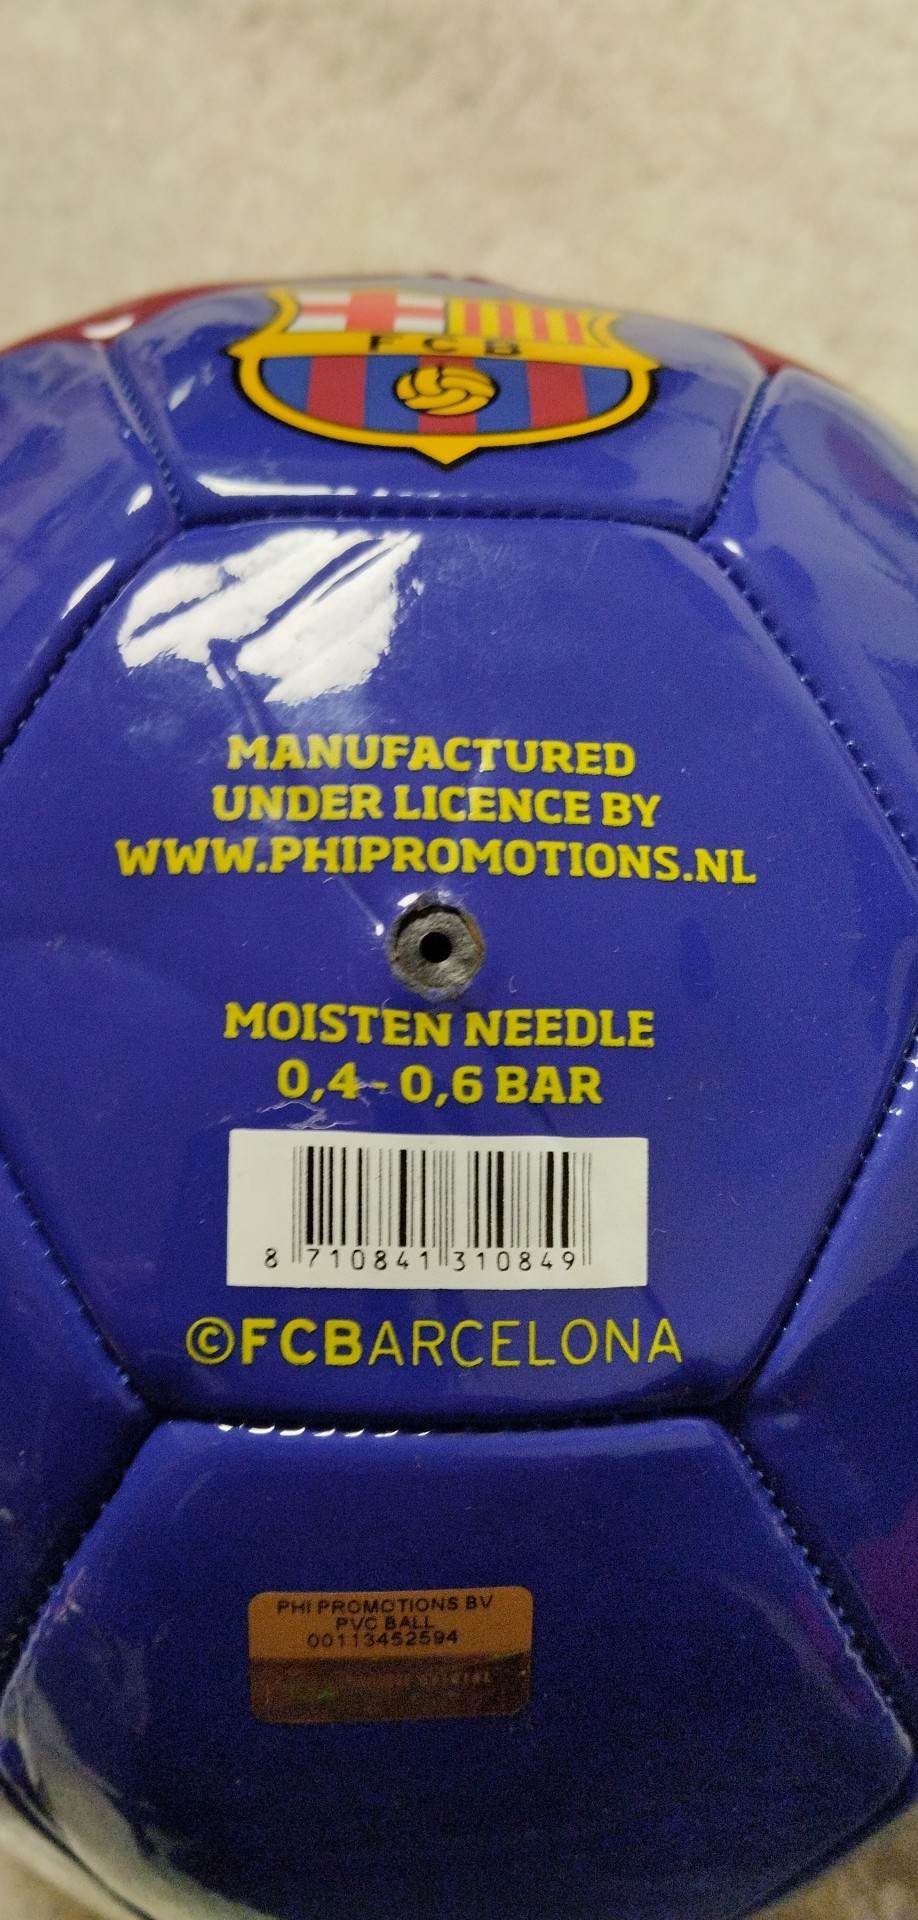 FCB
MANUFACTURED
UNDER LICENCE BY
WWW.PHIPROMOTIONS.NL
MOISTEN NEEDLE
0,4 - 0,6 BAR
8 710841 310849
©FCBARCELONA
PHI PROMOTIONS BV
PVC BALL
00113452594